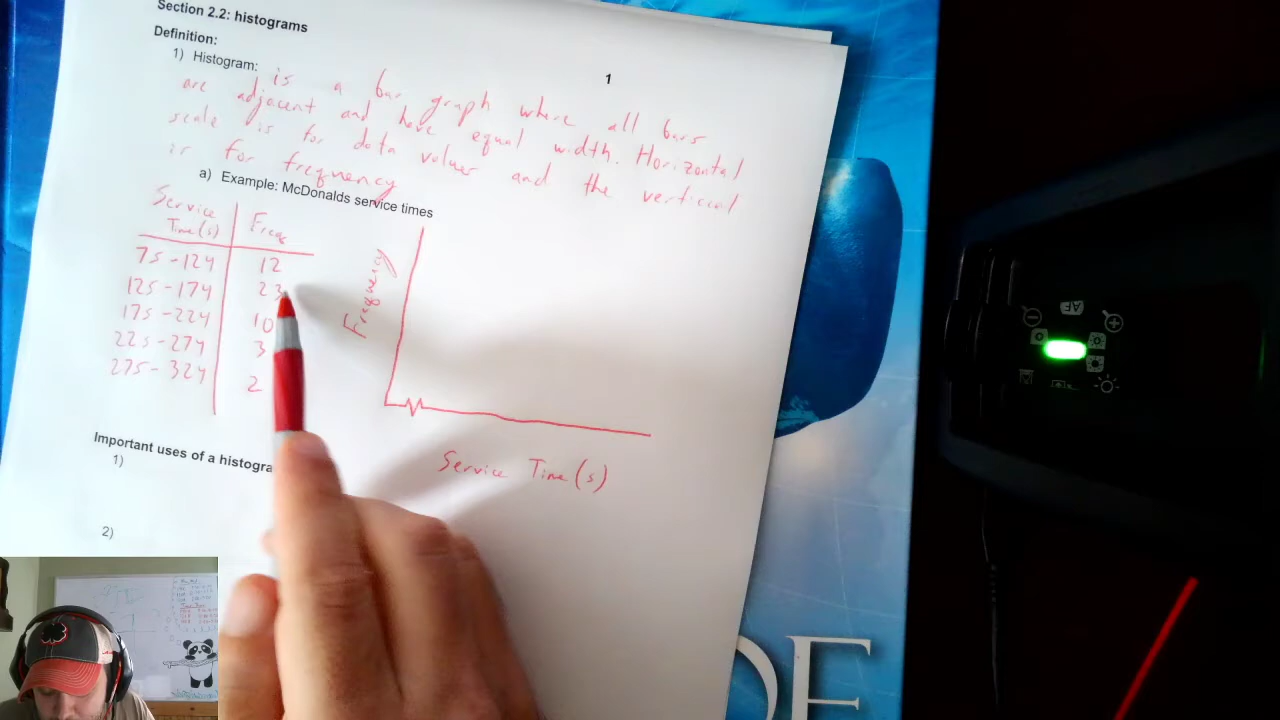 Section 2.2: histograms
1
Definition:
1) Histogram: is a bar graph where all bars
are adjacent and have equal width. Horizontal
scale is for data values and the vertical
is for frequency
a) Example: McDonalds service times
Service Time(s) Freq
75-124 12
125-174 23
175-224 10
225-274 3
275-324 2
Frequency
Service Time(s)
Important uses of a histogra
1)
2)
AF
DE